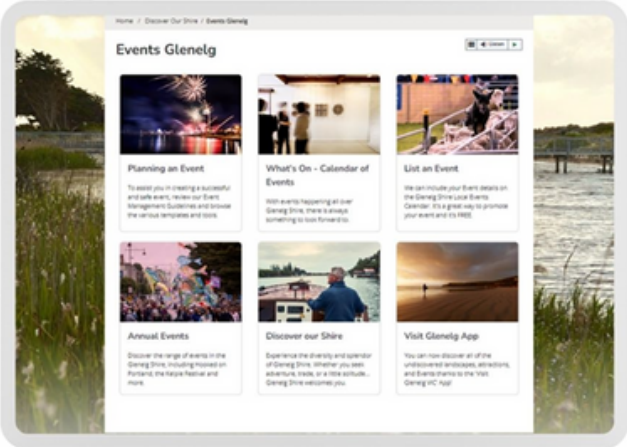 Home / Discover Our Shire / Events Glenelg
Events Glenelg
Listen
Planning an Event
To assist you in creating a successful
and safe event, review our Event
Management Guidelines and browse
the various templates and tools.
What's On - Calendar of
Events
With events happening all over
Glenelg Shire, there is always
something to look forward to.
List an Event
We can include your Event details on
the Glenelg Shire Local Events
Calendar. It's a great way to promote
your event and it's FREE.
Annual Events
Discover the range of events in the
Glenelg Shire, including Hooked on
Portland, the Kelpie Festival and
more.
Discover our Shire
Experience the diversity and splendor
of Glenelg Shire. Whether you seek
adventure, trade, or a little solitude...
Glenelg Shire welcomes you.
Visit Glenelg App
You can now discover all of the
undiscovered landscapes, attractions,
and Events thanks to the 'Visit
Glenelg VIC' App!